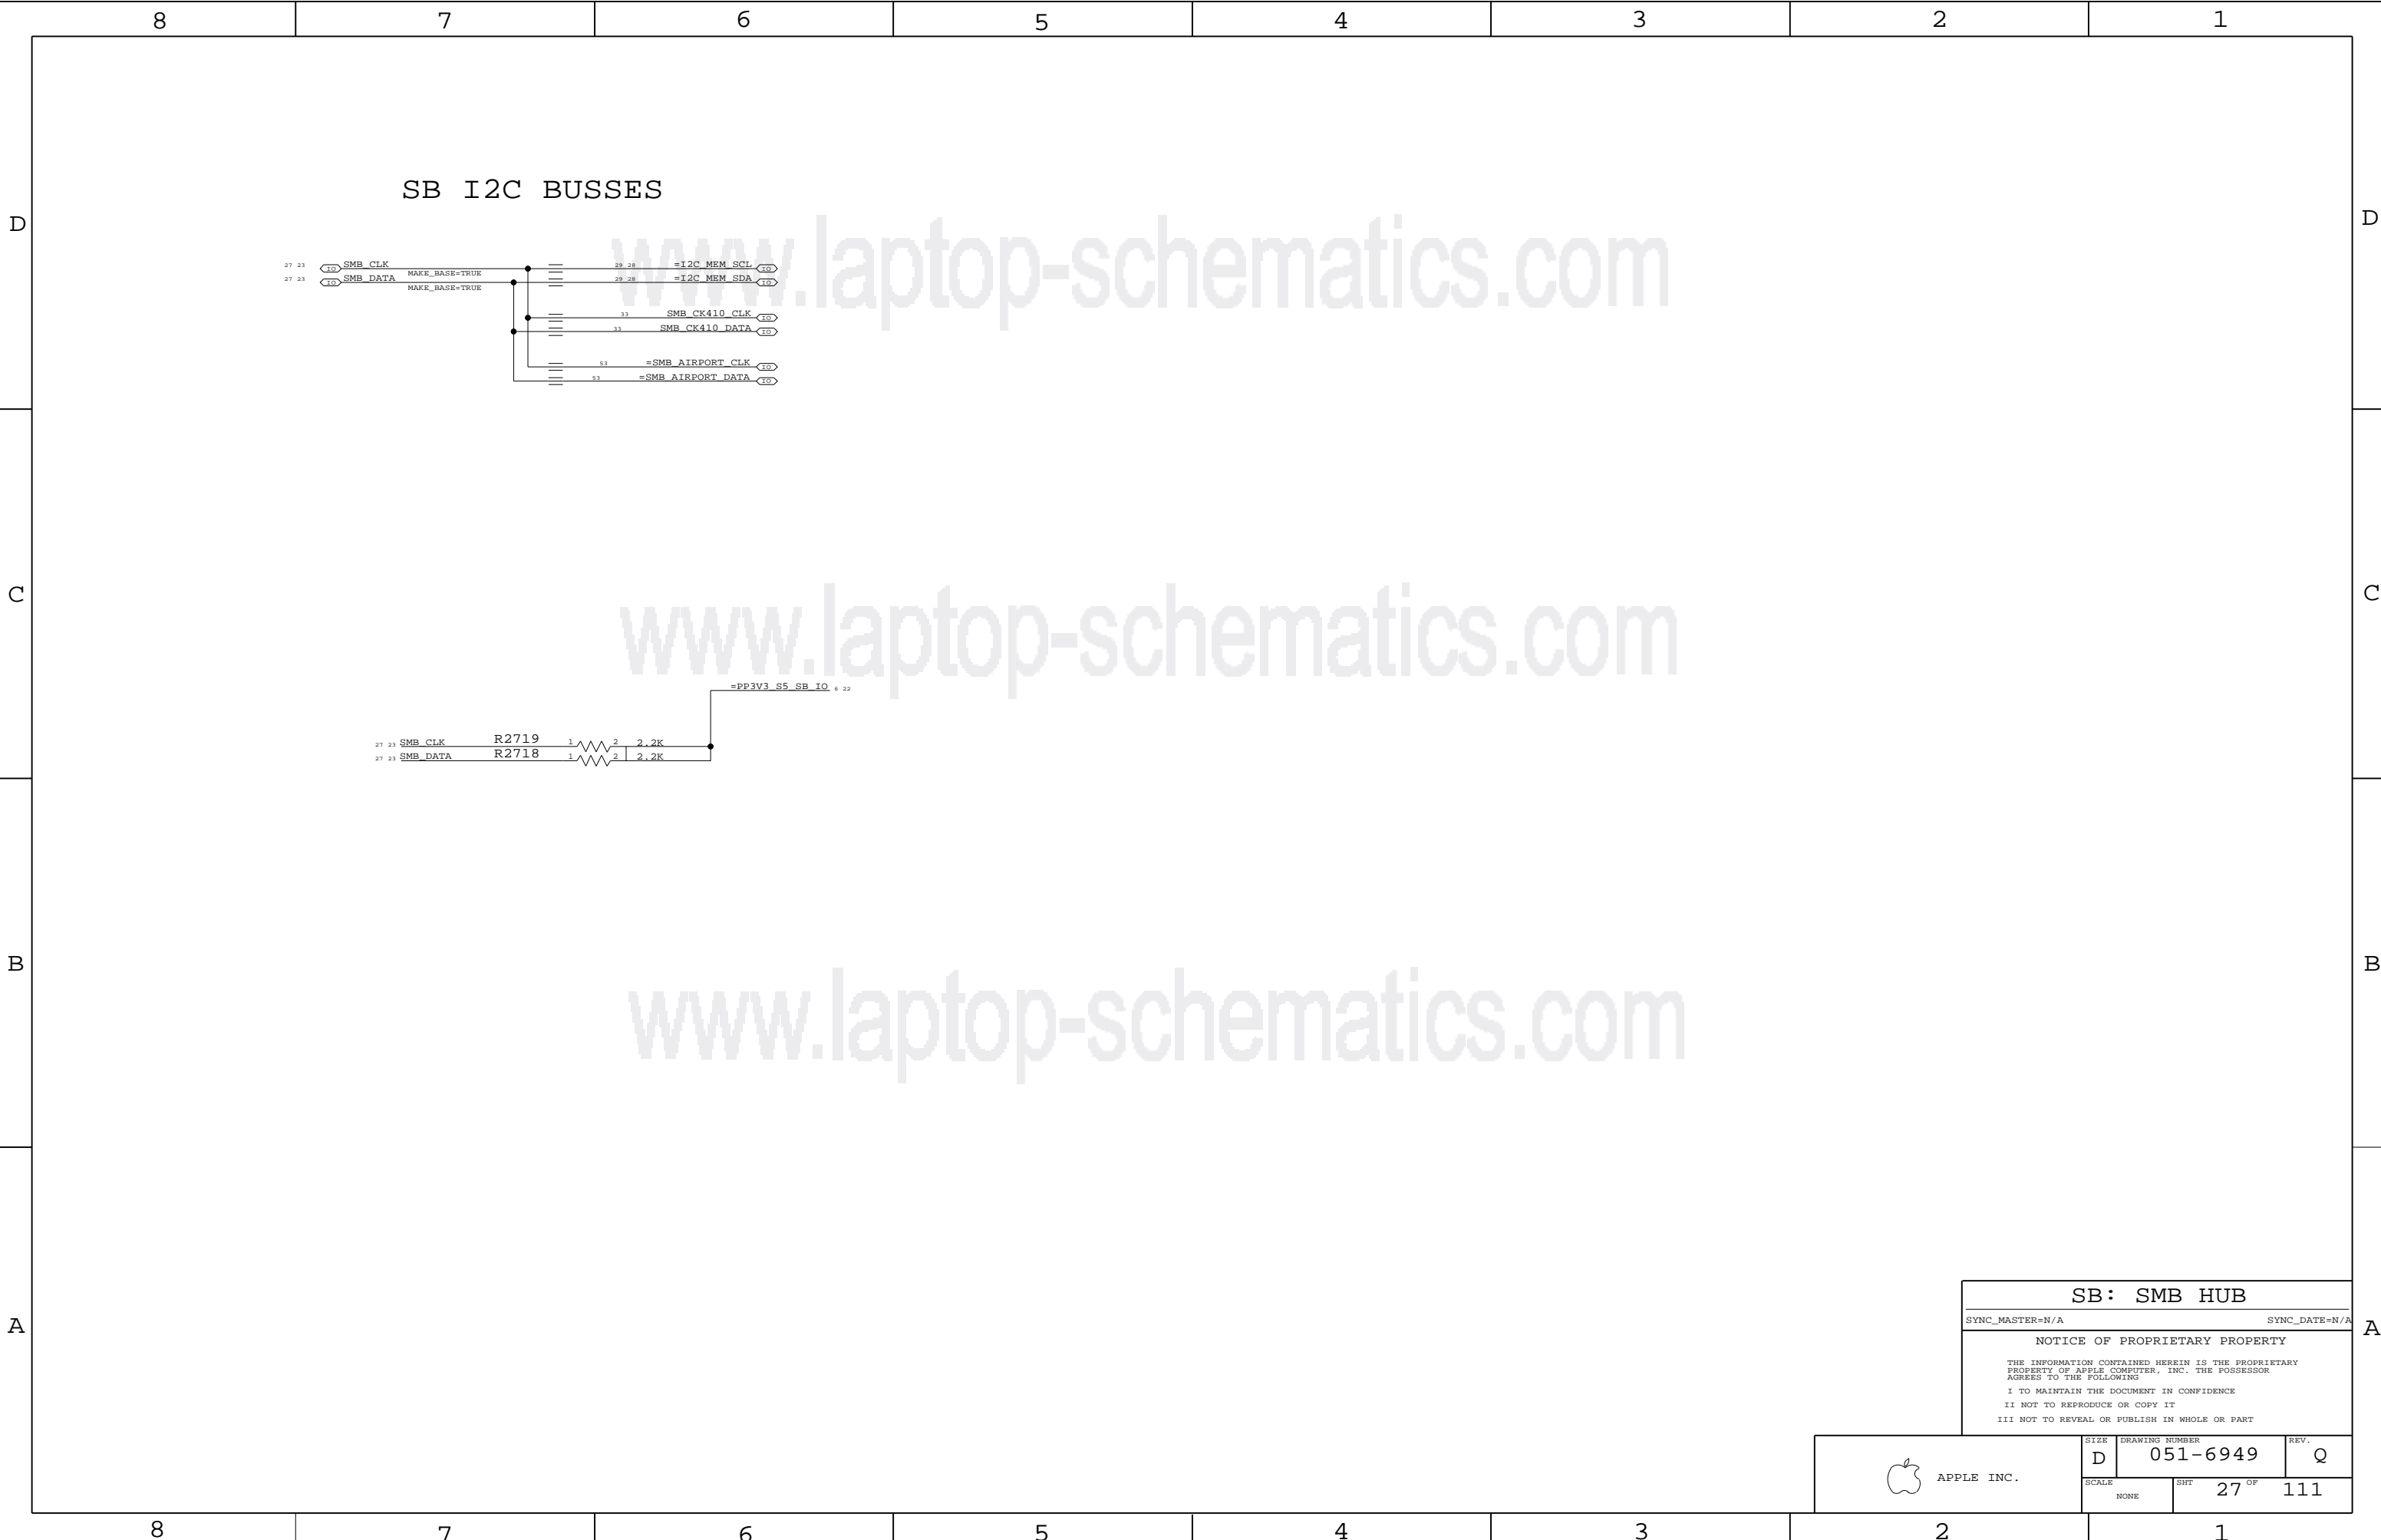 8 7 6 5 4 3 2 1
SB I2C BUSSES
www.laptop-schematics.com
D D
27 23 IO SMB_CLK MAKE_BASE=TRUE 29 28 =I2C_MEM_SCL IO
27 23 IO SMB_DATA MAKE_BASE=TRUE 29 28 =I2C_MEM_SDA IO
33 SMB_CK410_CLK IO
33 SMB_CK410_DATA IO
53 =SMB_AIRPORT_CLK IO
53 =SMB_AIRPORT_DATA IO
C C
www.laptop-schematics.com
=PP3V3_S5_SB_IO 6 22
27 23 SMB_CLK R2719 1 2 2.2K
27 23 SMB_DATA R2718 1 2 2.2K
B B
www.laptop-schematics.com
A A
SB: SMB HUB
SYNC_MASTER=N/A SYNC_DATE=N/A
NOTICE OF PROPRIETARY PROPERTY
THE INFORMATION CONTAINED HEREIN IS THE PROPRIETARY
PROPERTY OF APPLE COMPUTER, INC. THE POSSESSOR
AGREES TO THE FOLLOWING
I TO MAINTAIN THE DOCUMENT IN CONFIDENCE
II NOT TO REPRODUCE OR COPY IT
III NOT TO REVEAL OR PUBLISH IN WHOLE OR PART
APPLE INC.
SIZE DRAWING NUMBER REV.
D 051-6949 Q
SCALE SHT OF
NONE 27 111
8 7 6 5 4 3 2 1